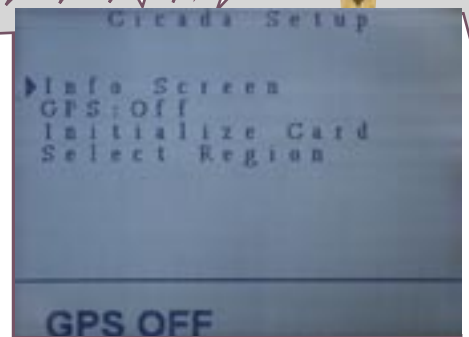 Cicada Setup
Info Screen
GPS:Off
Initialize Card
Select Region
GPS OFF